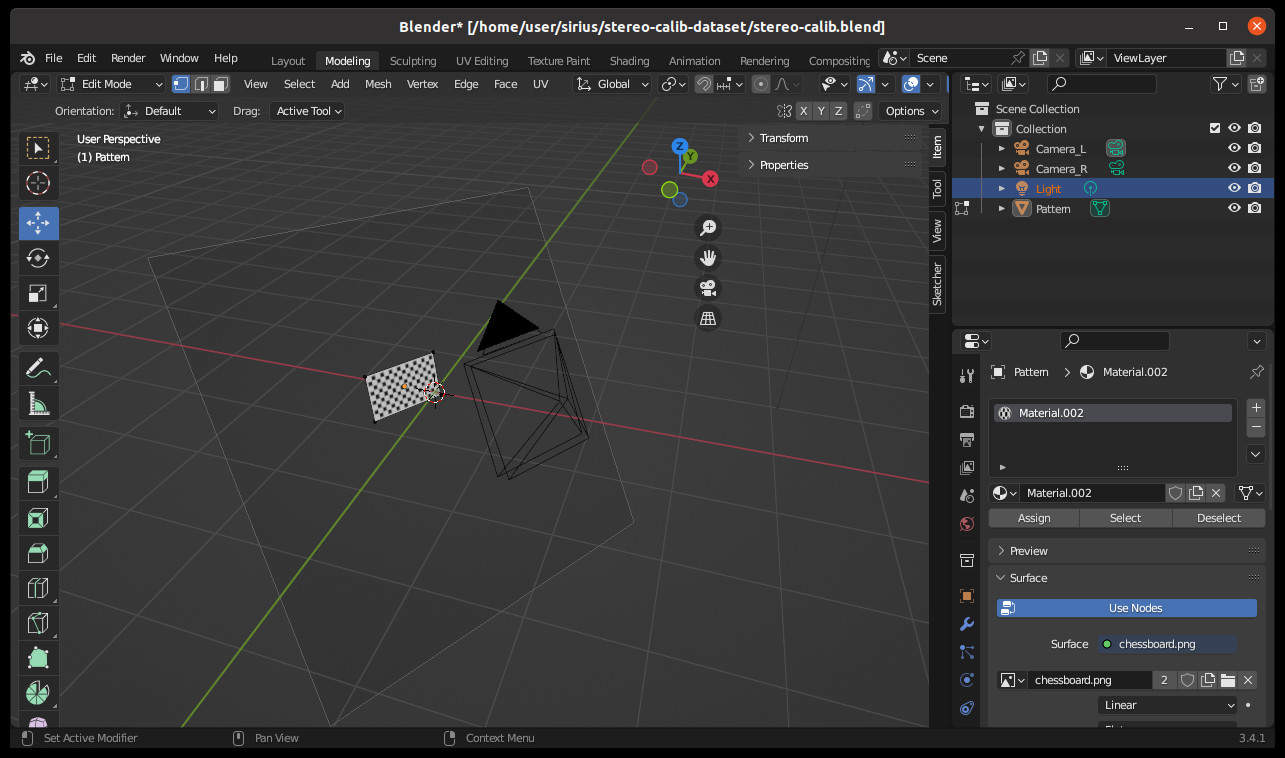 Blender* [/home/user/sirius/stereo-calib-dataset/stereo-calib.blend]
File Edit Render Window Help Layout Modeling Sculpting UV Editing Texture Paint Shading Animation Rendering Compositing Scene ViewLayer
Edit Mode View Select Add Mesh Vertex Edge Face UV Global
Orientation: Default Drag: Active Tool X Y Z Options
User Perspective
(1) Pattern
Z
Y
X
Transform
Properties
Item
Tool
View
Sketcher
Scene Collection
Collection
Camera_L
Camera_R
Light
Pattern
Pattern Material.002
Material.002
Material.002
Assign Select Deselect
Preview
Surface
Use Nodes
Surface chessboard.png
chessboard.png 2
Linear
Set Active Modifier Pan View Context Menu 3.4.1